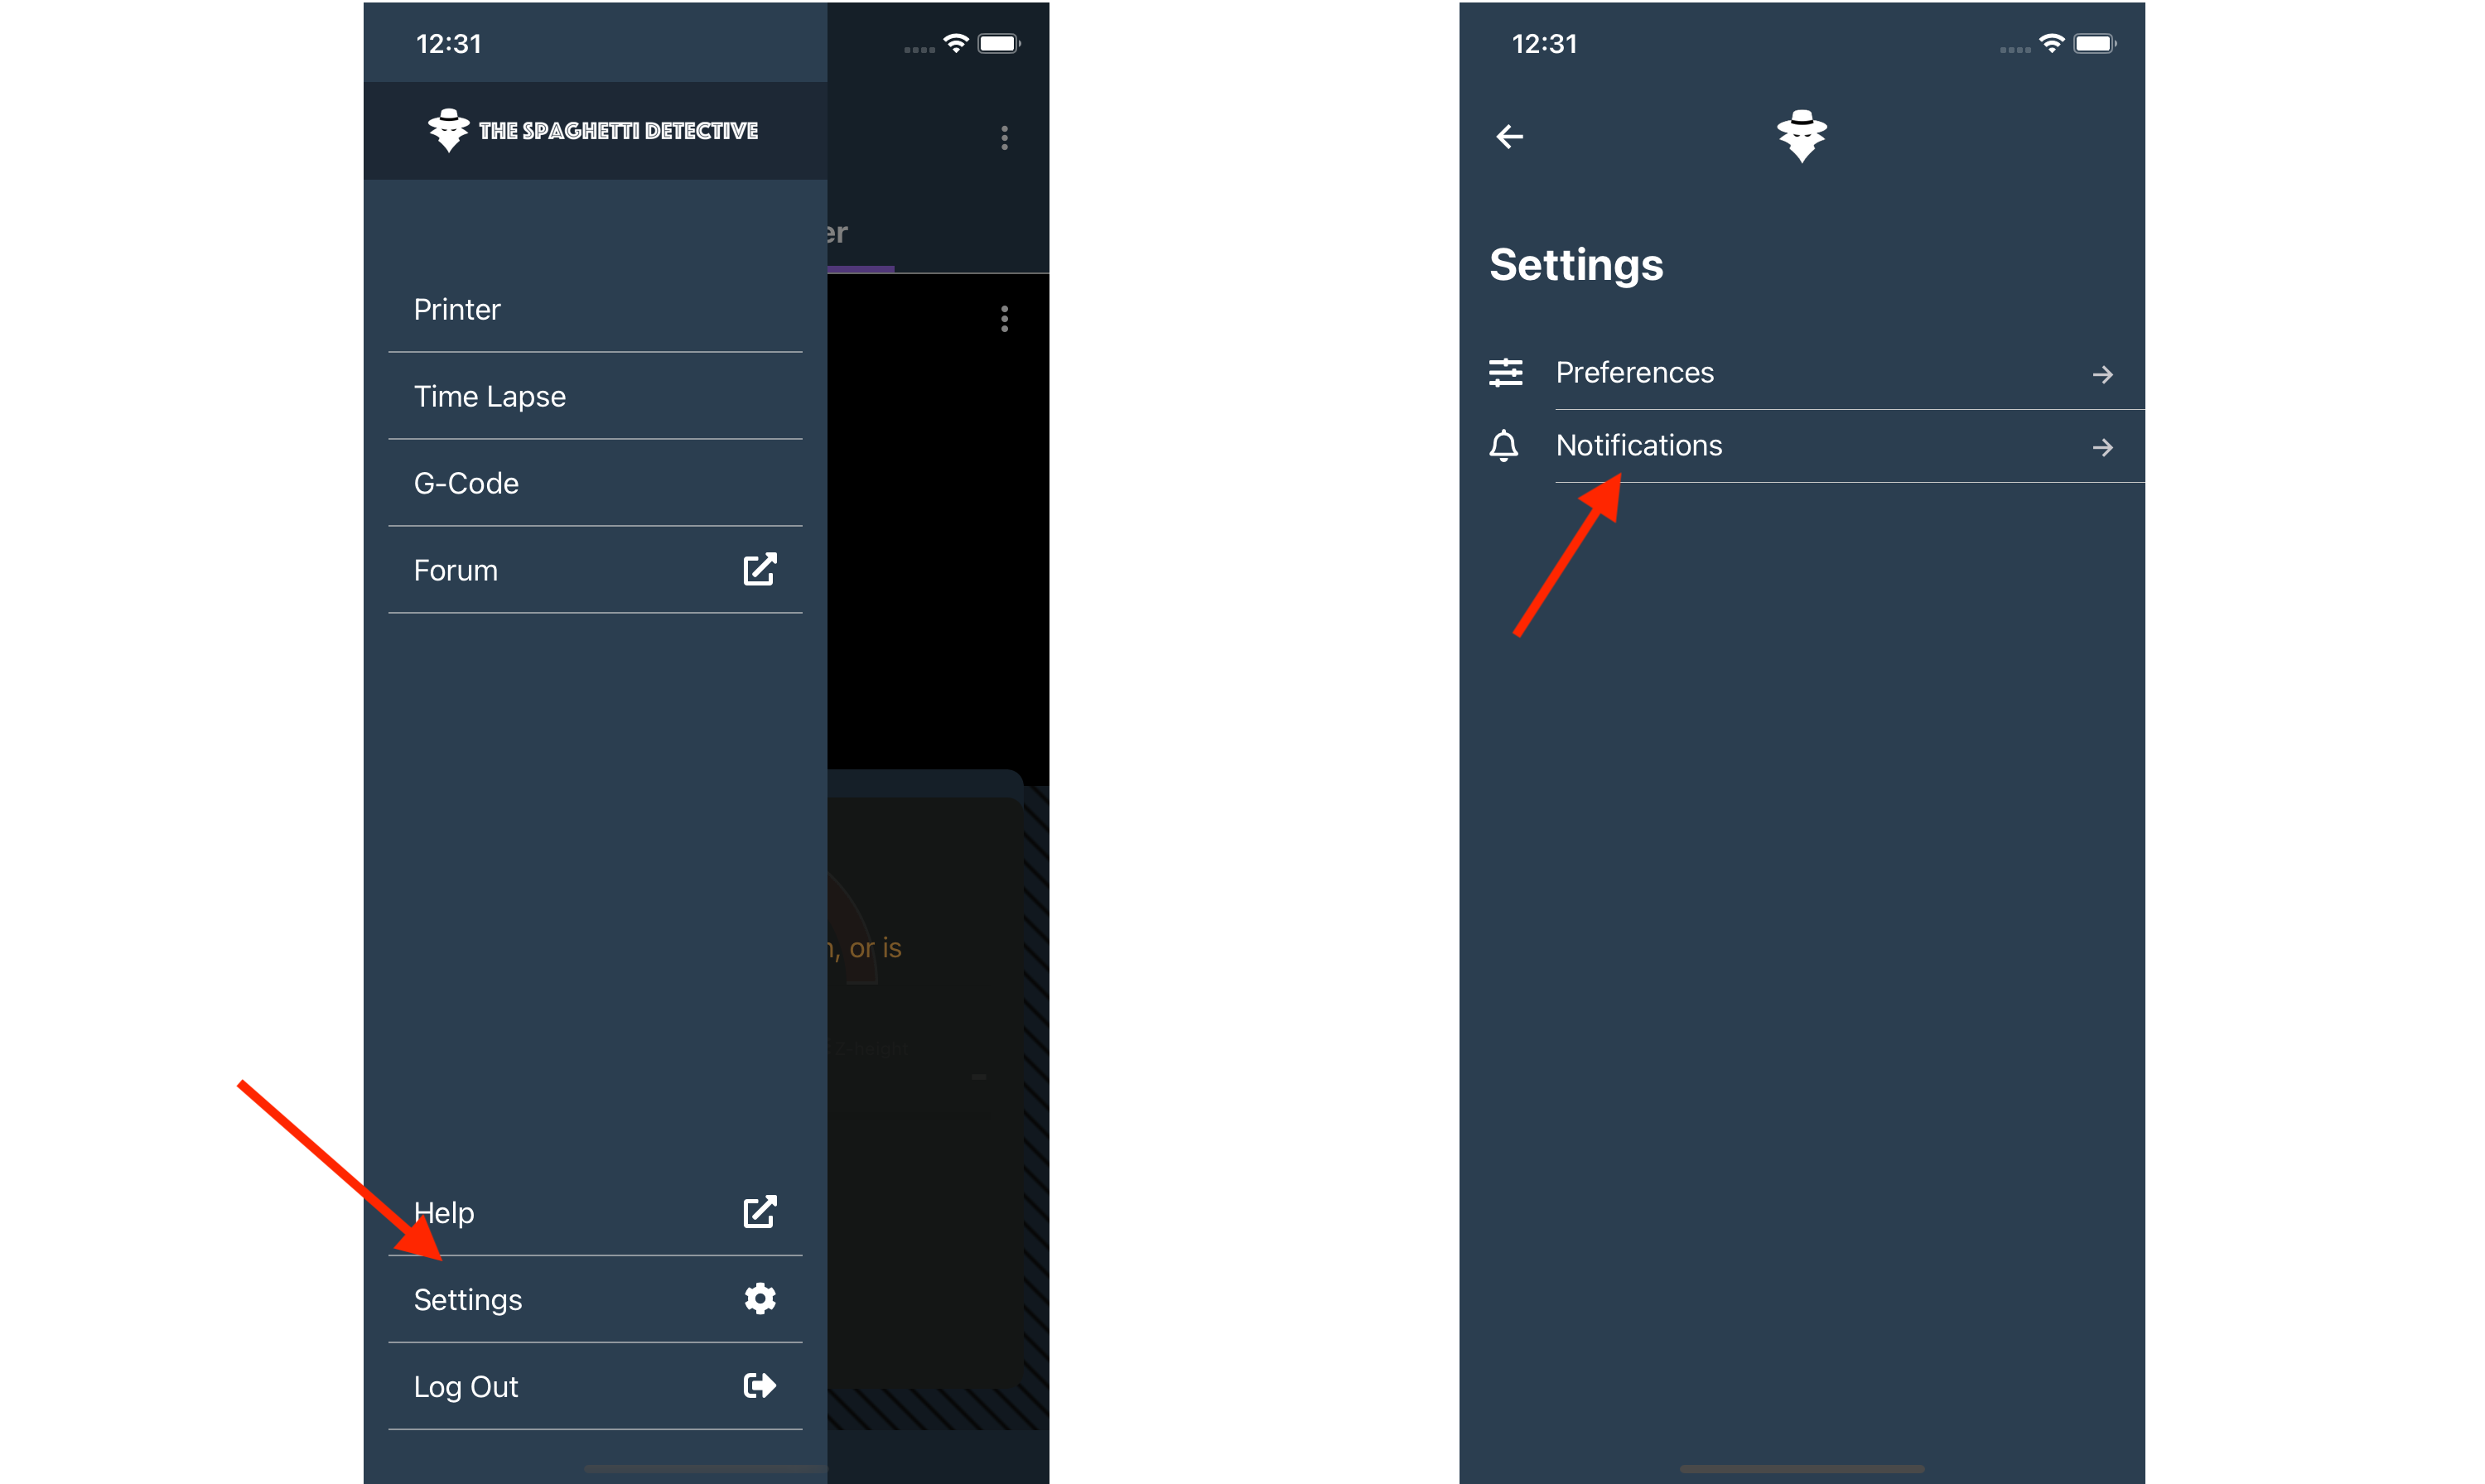 12:31
THE SPAGHETTI DETECTIVE
er
Printer
Time Lapse
G-Code
Forum
, or is
Z-height
Help
Settings
Log Out
12:31
Settings
Preferences
Notifications